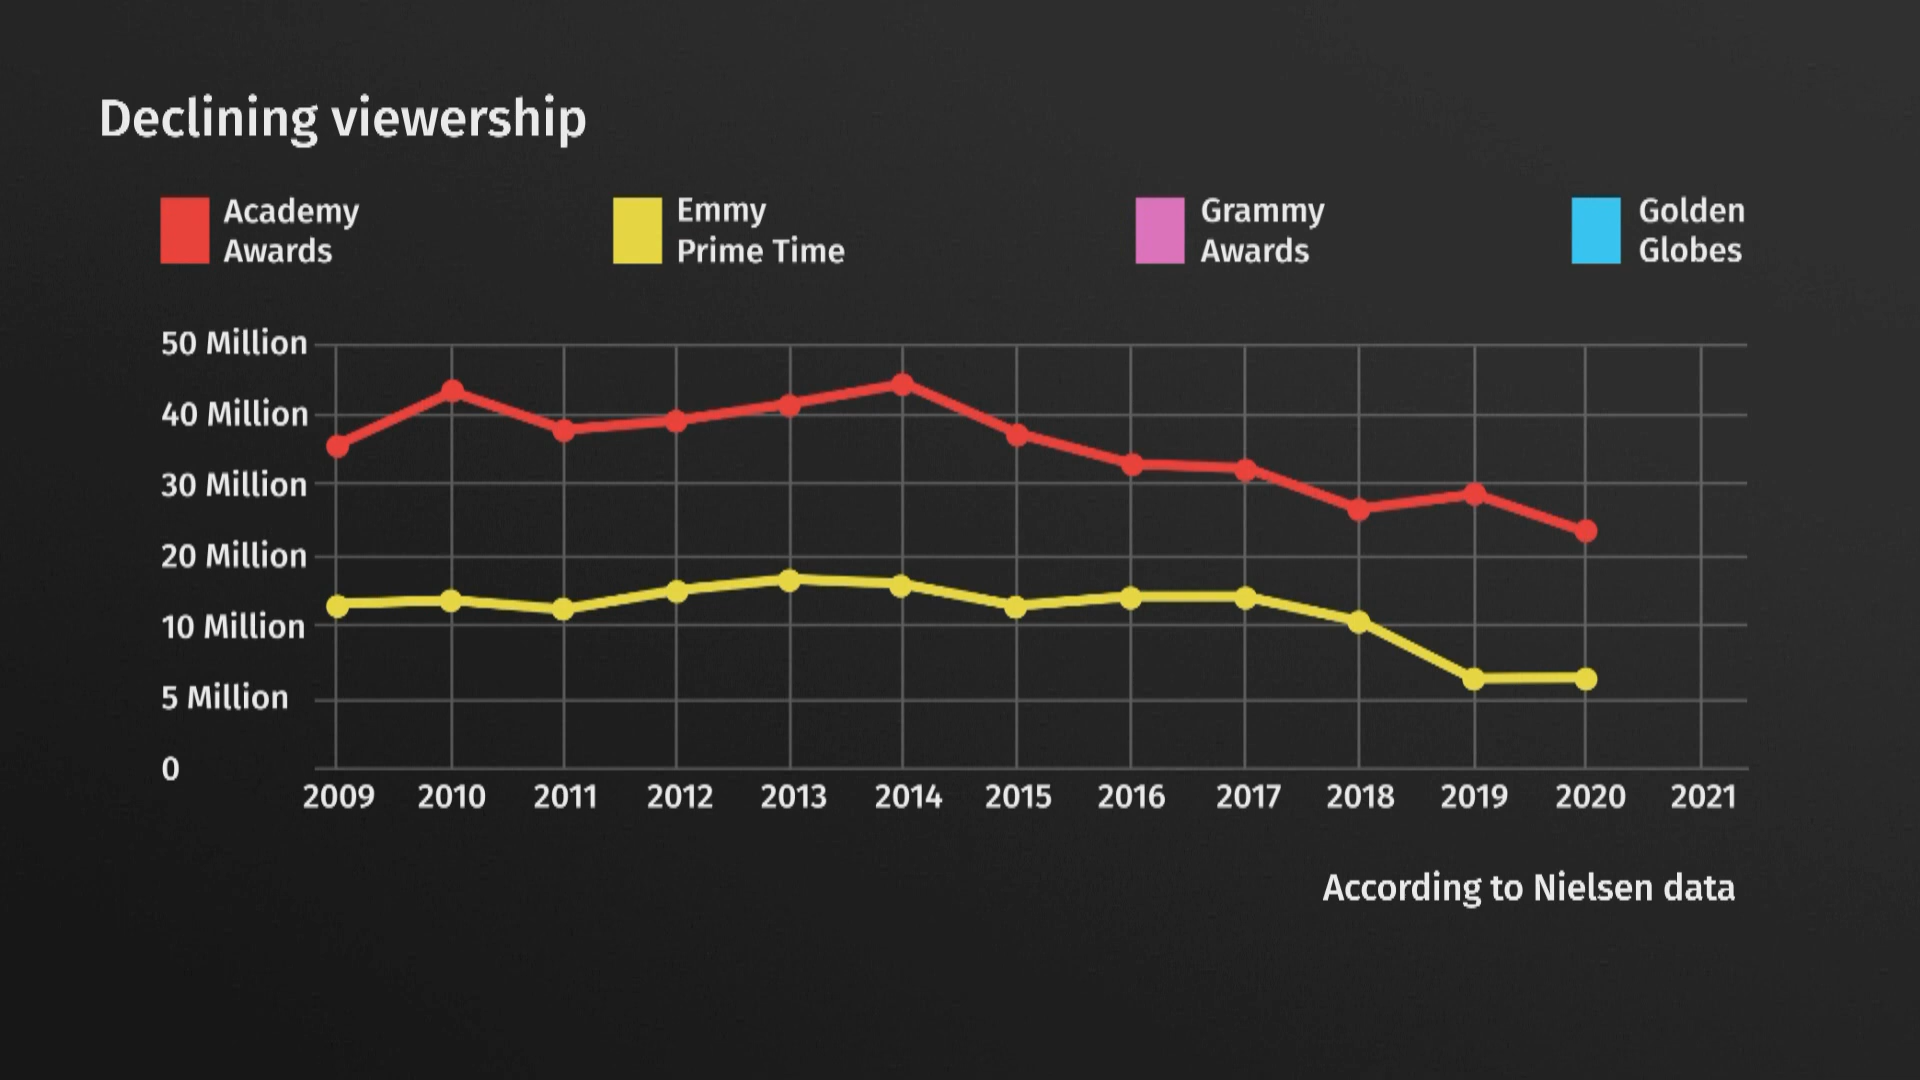 Declining viewership
Academy
Awards
Emmy
Prime Time
Grammy
Awards
Golden
Globes
50 Million
40 Million
30 Million
20 Million
10 Million
5 Million
0
2009 2010 2011 2012 2013 2014 2015 2016 2017 2018 2019 2020 2021
According to Nielsen data